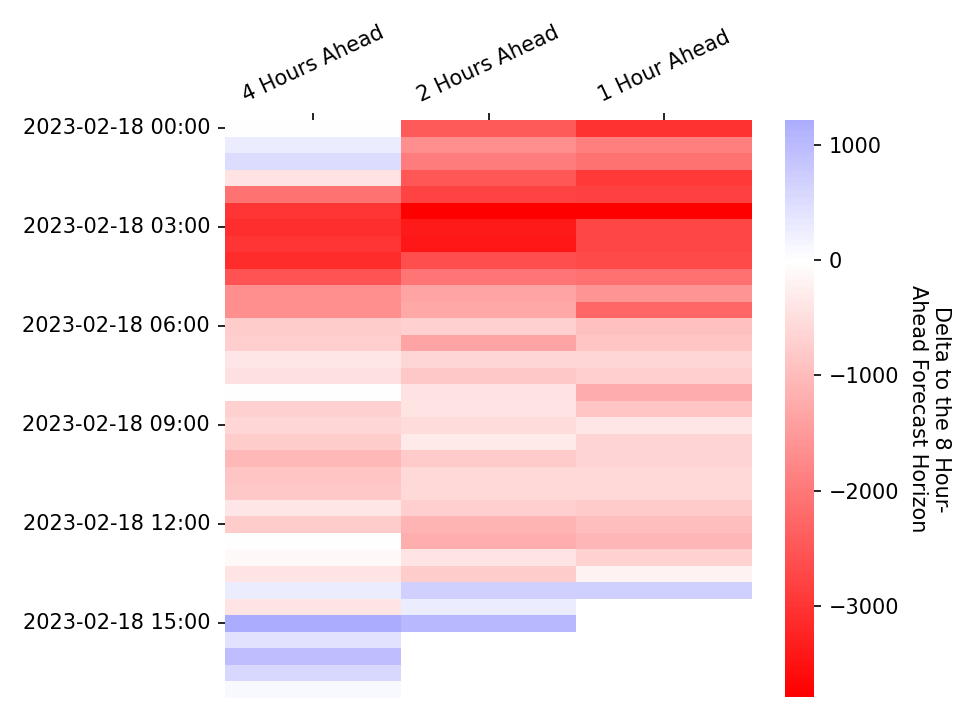 4 Hours Ahead
2 Hours Ahead
1 Hour Ahead
2023-02-18 00:00
2023-02-18 03:00
2023-02-18 06:00
2023-02-18 09:00
2023-02-18 12:00
2023-02-18 15:00
1000
0
−1000
−2000
−3000
Delta to the 8 Hour-
Ahead Forecast Horizon